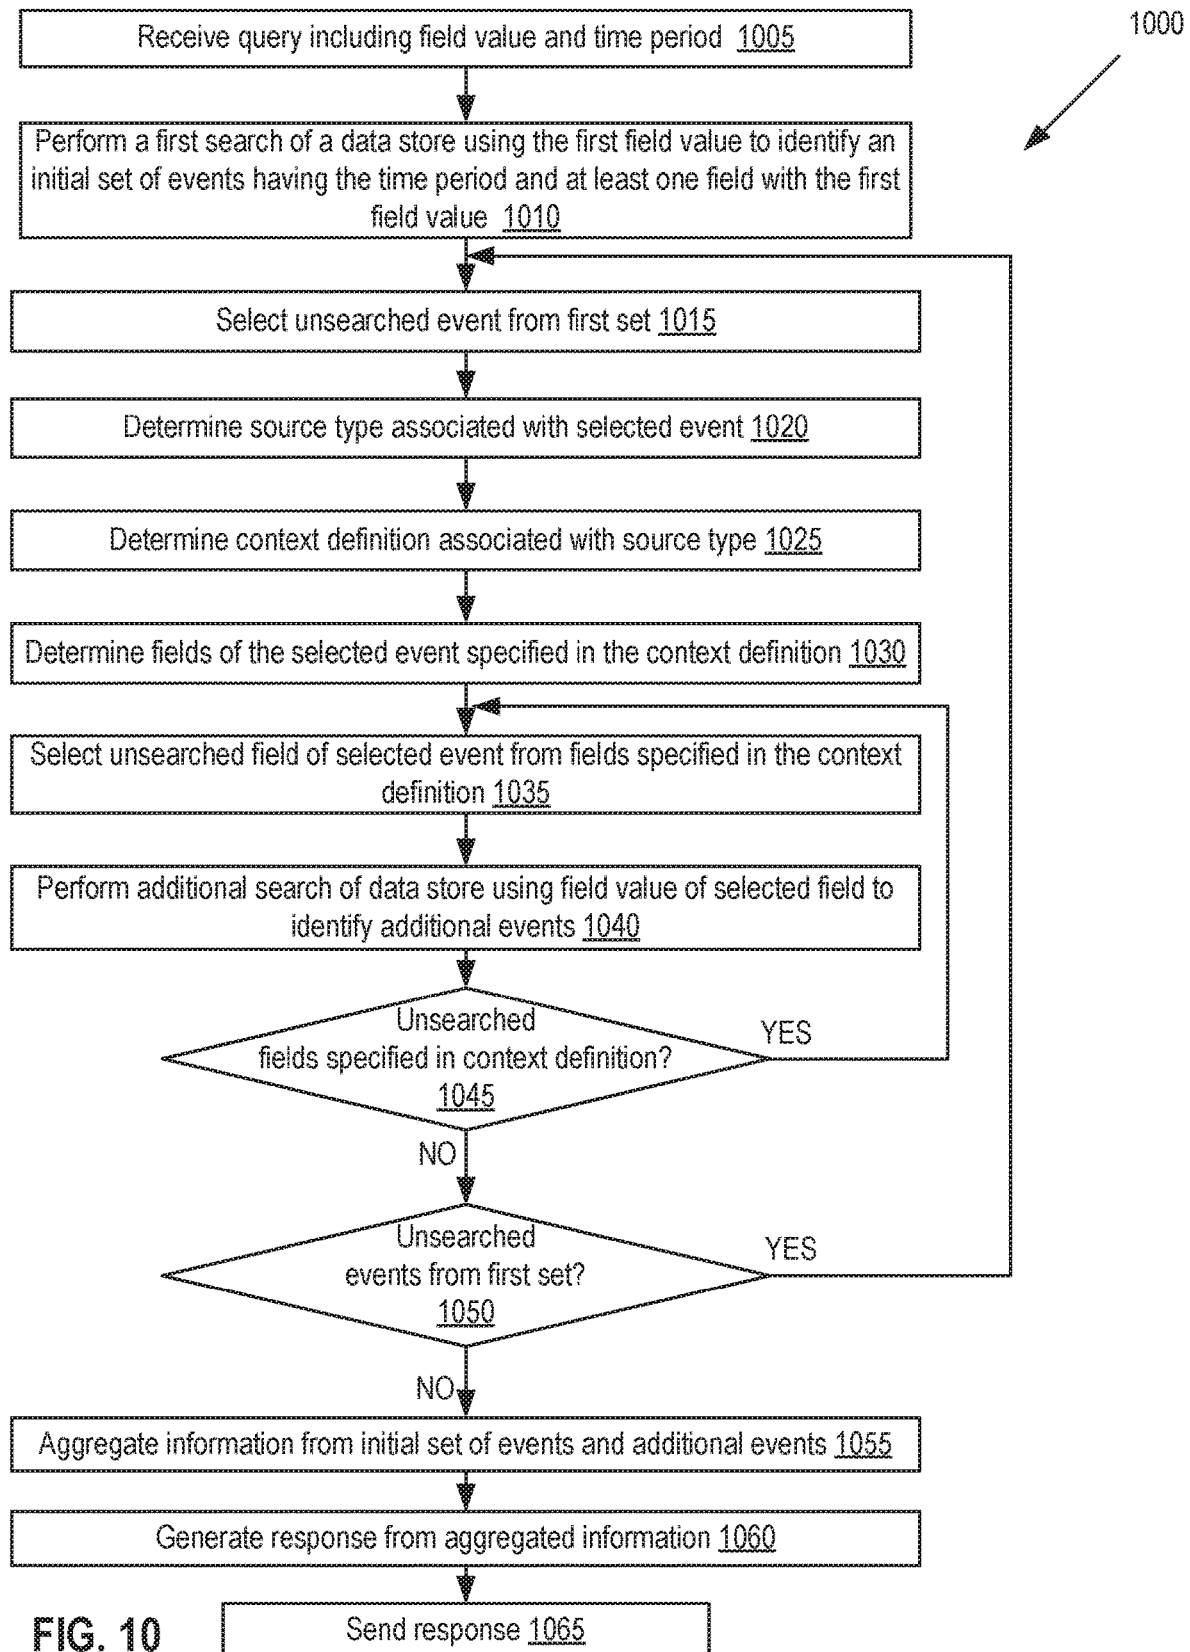 1000
Receive query including field value and time period 1005
Perform a first search of a data store using the first field value to identify an
initial set of events having the time period and at least one field with the first
field value 1010
Select unsearched event from first set 1015
Determine source type associated with selected event 1020
Determine context definition associated with source type 1025
Determine fields of the selected event specified in the context definition 1030
Select unsearched field of selected event from fields specified in the context
definition 1035
Perform additional search of data store using field value of selected field to
identify additional events 1040
Unsearched
fields specified in context definition?
1045
YES
NO
Unsearched
events from first set?
1050
YES
NO
Aggregate information from initial set of events and additional events 1055
Generate response from aggregated information 1060
Send response 1065
FIG. 10